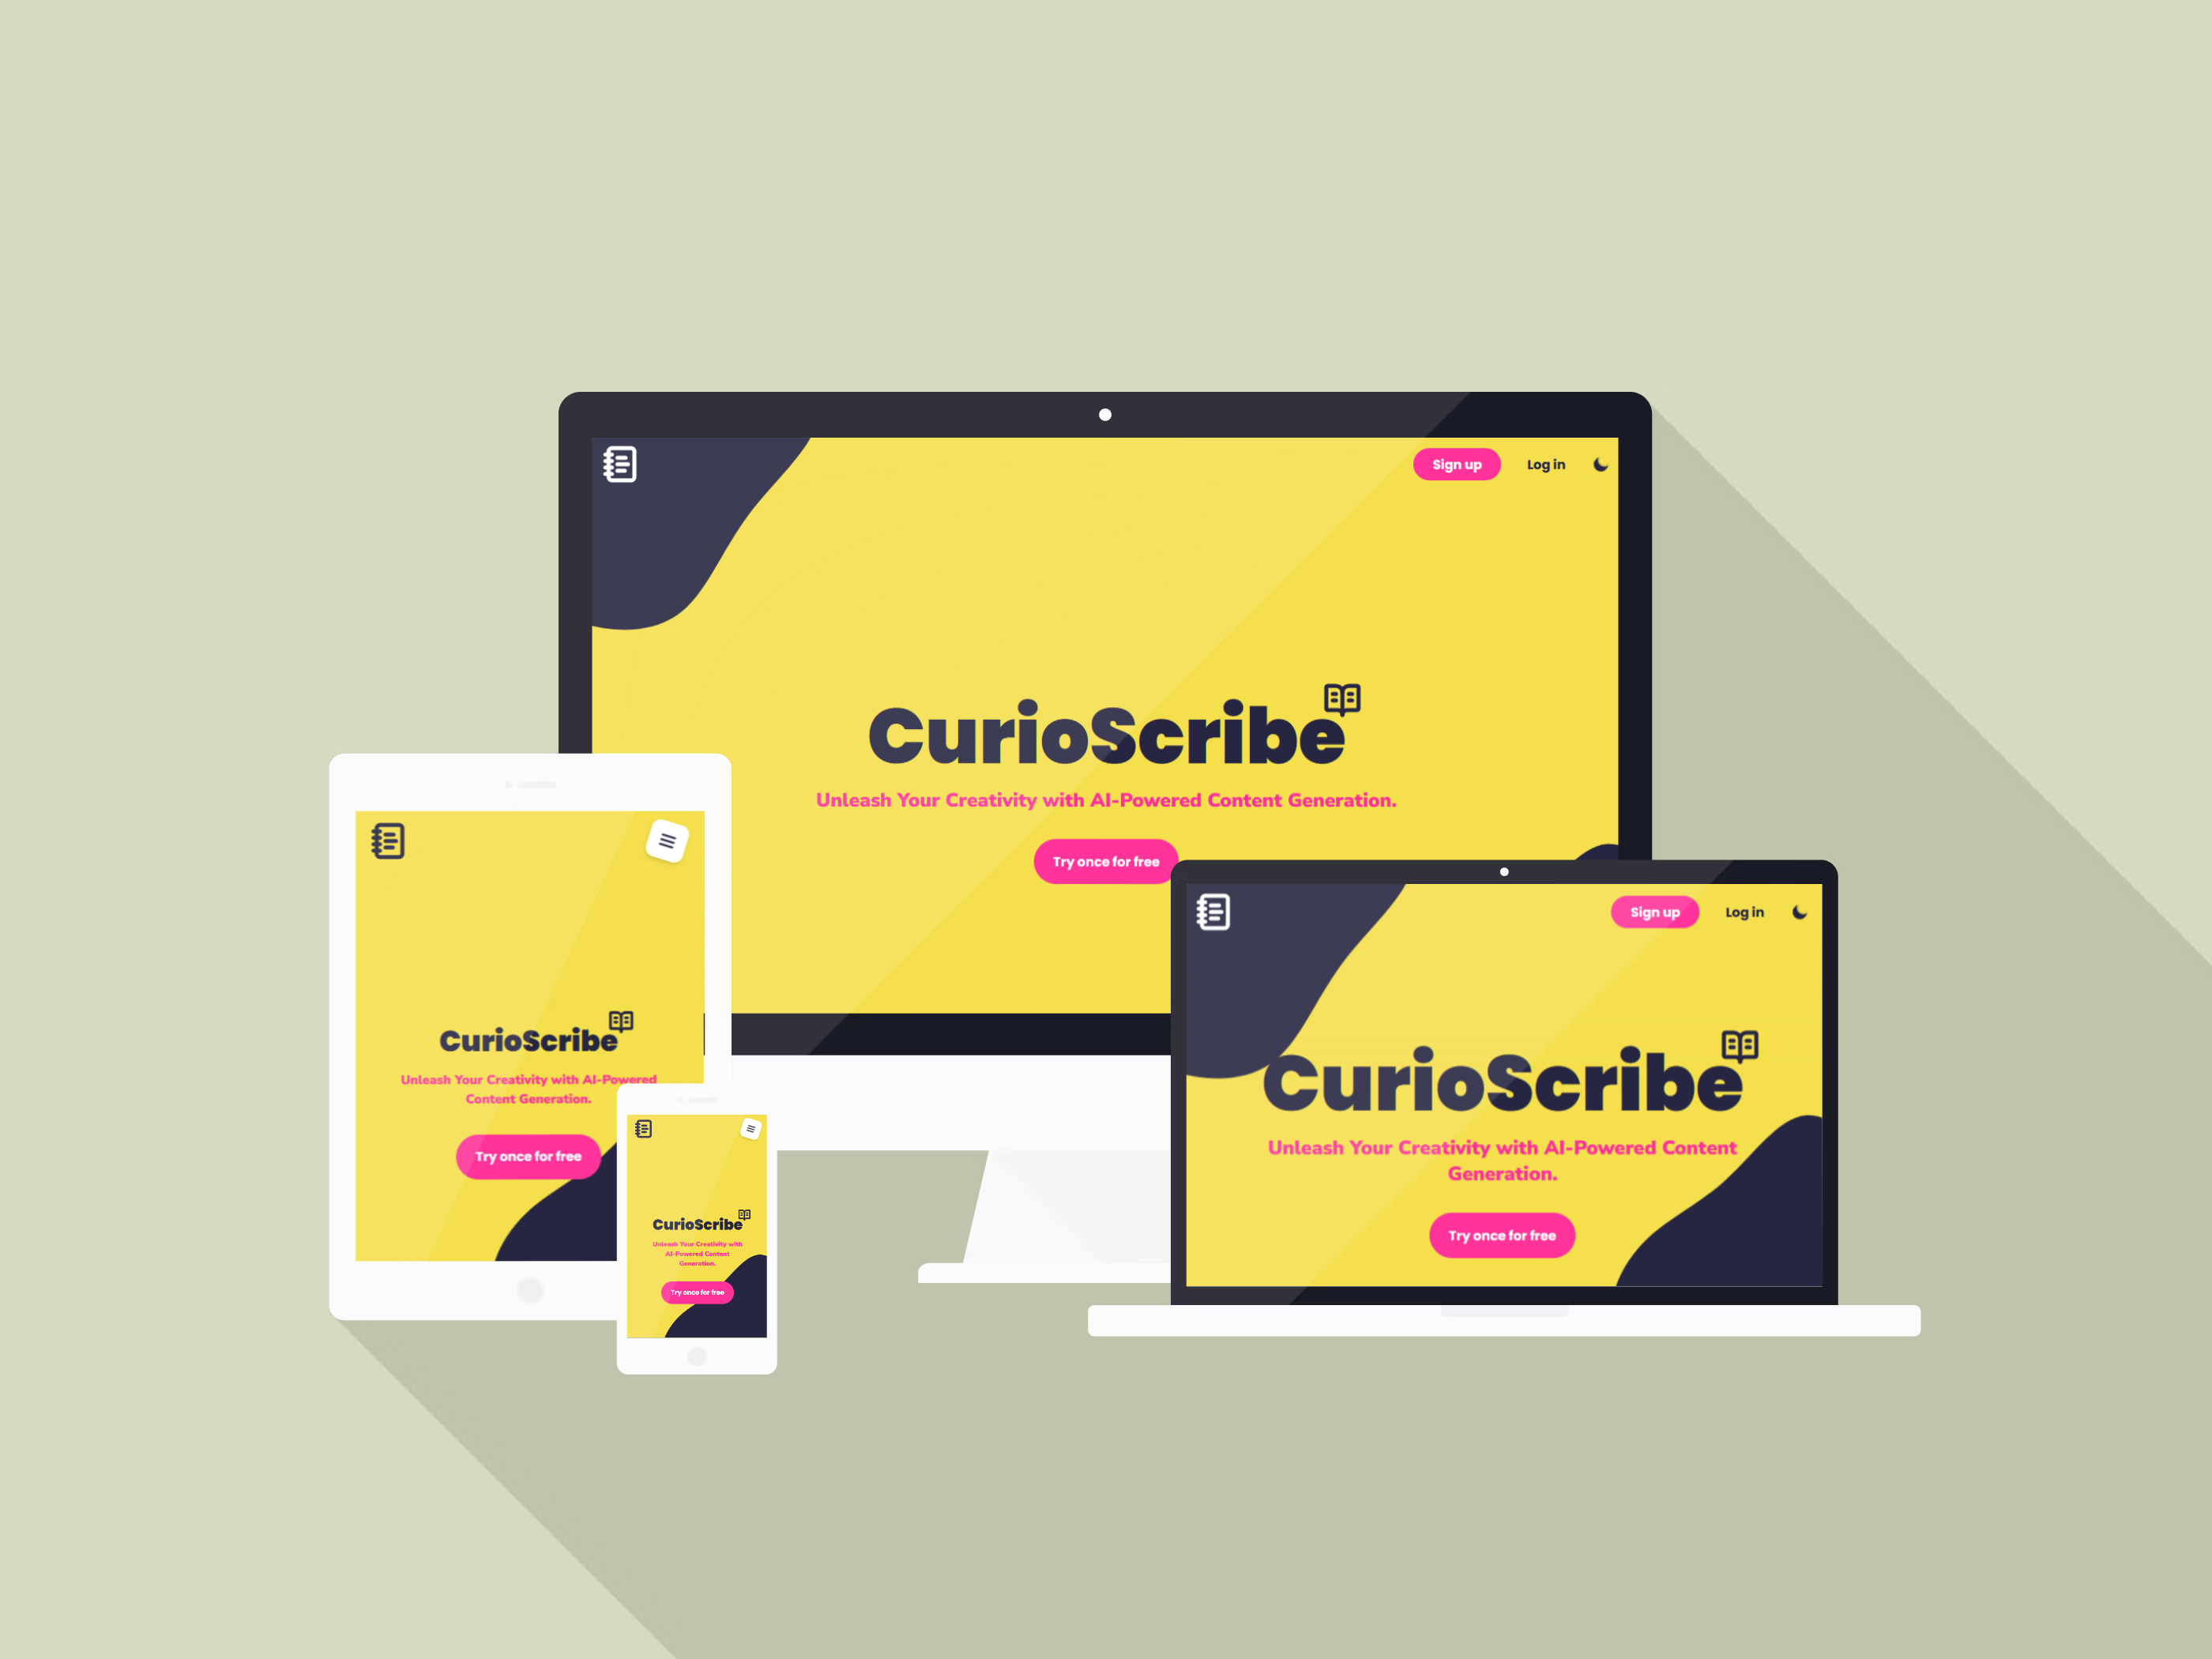 Sign up
Log in
CurioScribe
Unleash Your Creativity with AI-Powered Content Generation.
Try once for free
CurioScribe
Unleash Your Creativity with AI-Powered
Content Generation.
Try once for free
CurioScribe
Unleash Your Creativity with
AI-Powered Content
Generation.
Try once for free
Sign up
Log in
CurioScribe
Unleash Your Creativity with AI-Powered Content
Generation.
Try once for free